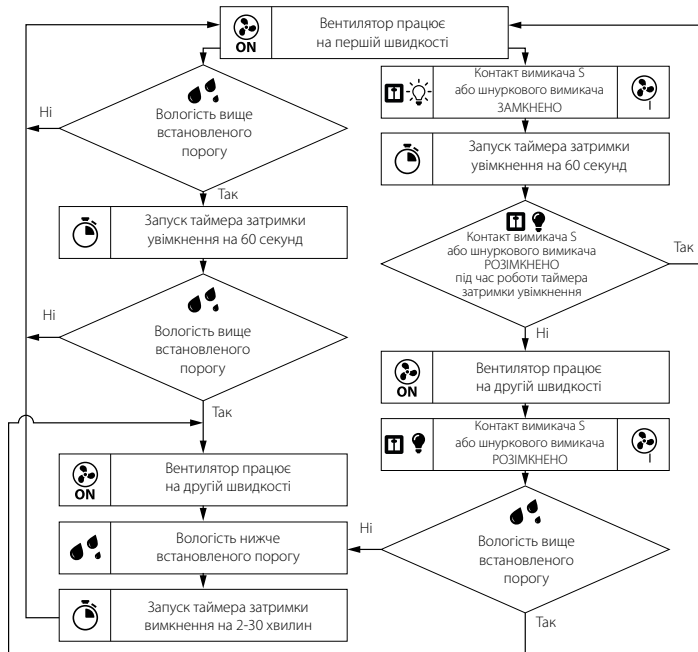 ON
Вентилятор працює
на першій швидкості
Ні
Вологість вище
встановленого
порогу
Так
Запуск таймера затримки
увімкнення на 60 секунд
Ні
Вологість вище
встановленого
порогу
Так
ON
Вентилятор працює
на другій швидкості
Вологість нижче
встановленого порогу
Запуск таймера затримки
вимкнення на 2-30 хвилин
Контакт вимикача S
або шнуркового вимикача
ЗАМКНЕНО
Запуск таймера затримки
увімкнення на 60 секунд
Контакт вимикача S
або шнуркового вимикача
РОЗІМКНЕНО
під час роботи таймера
затримки увімкнення
Так
Ні
ON
Вентилятор працює
на другій швидкості
Контакт вимикача S
або шнуркового вимикача
РОЗІМКНЕНО
Ні
Вологість вище
встановленого
порогу
Так